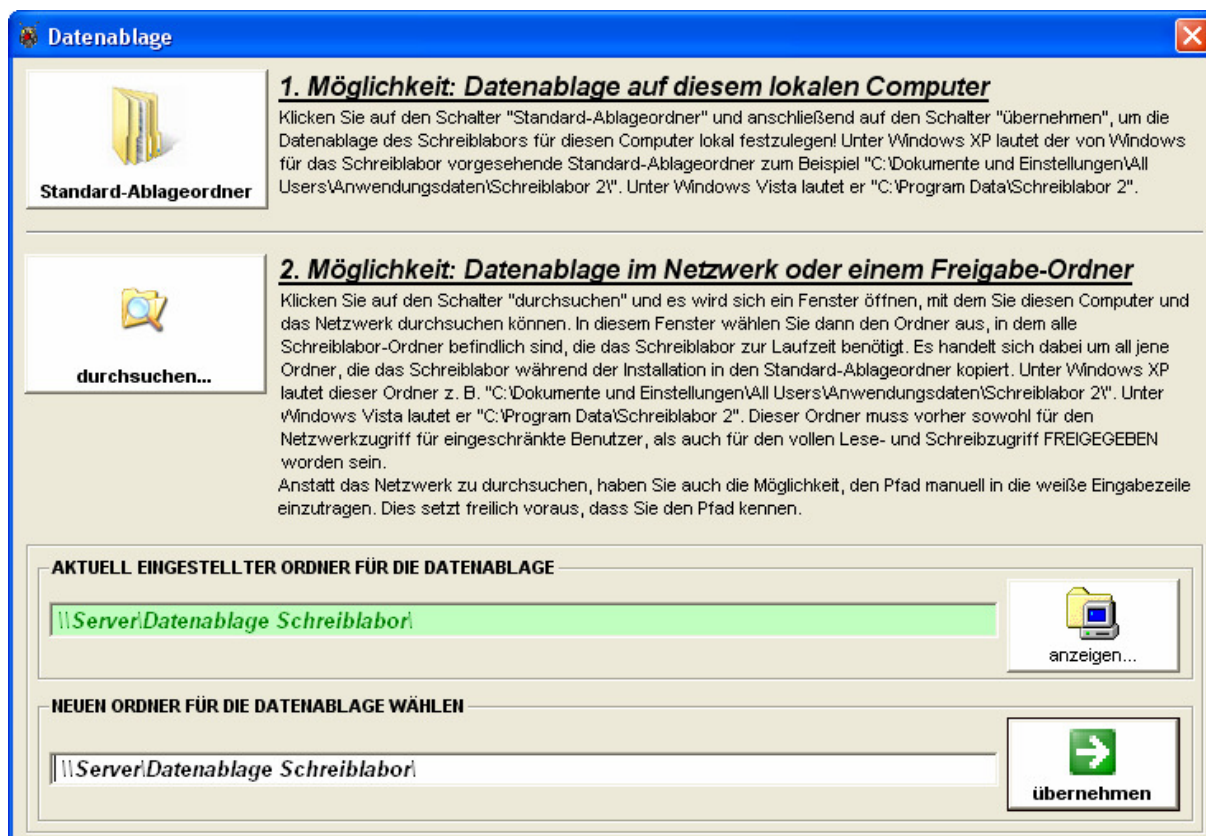 Datenablage
1. Möglichkeit: Datenablage auf diesem lokalen Computer
Klicken Sie auf den Schalter "Standard-Ablageordner" und anschließend auf den Schalter "übernehmen", um die
Datenablage des Schreiblabors für diesen Computer lokal festzulegen! Unter Windows XP lautet der von Windows
für das Schreiblabor vorgesehende Standard-Ablageordner zum Beispiel "C:\Dokumente und Einstellungen\All
Users\Anwendungsdaten\Schreiblabor 2\". Unter Windows Vista lautet er "C:\Program Data\Schreiblabor 2".
Standard-Ablageordner
2. Möglichkeit: Datenablage im Netzwerk oder einem Freigabe-Ordner
Klicken Sie auf den Schalter "durchsuchen" und es wird sich ein Fenster öffnen, mit dem Sie diesen Computer und
das Netzwerk durchsuchen können. In diesem Fenster wählen Sie dann den Ordner aus, in dem alle
Schreiblabor-Ordner befindlich sind, die das Schreiblabor zur Laufzeit benötigt. Es handelt sich dabei um all jene
Ordner, die das Schreiblabor während der Installation in den Standard-Ablageordner kopiert. Unter Windows XP
lautet dieser Ordner z. B. "C:\Dokumente und Einstellungen\All Users\Anwendungsdaten\Schreiblabor 2\". Unter
Windows Vista lautet er "C:\Program Data\Schreiblabor 2". Dieser Ordner muss vorher sowohl für den
Netzwerkzugriff für eingeschränkte Benutzer, als auch für den vollen Lese- und Schreibzugriff FREIGEGEBEN
worden sein.
Anstatt das Netzwerk zu durchsuchen, haben Sie auch die Möglichkeit, den Pfad manuell in die weiße Eingabezeile
einzutragen. Dies setzt freilich voraus, dass Sie den Pfad kennen.
durchsuchen...
AKTUELL EINGESTELLTER ORDNER FÜR DIE DATENABLAGE
\\Server\Datenablage Schreiblabor\
anzeigen...
NEUEN ORDNER FÜR DIE DATENABLAGE WÄHLEN
\\Server\Datenablage Schreiblabor\
übernehmen